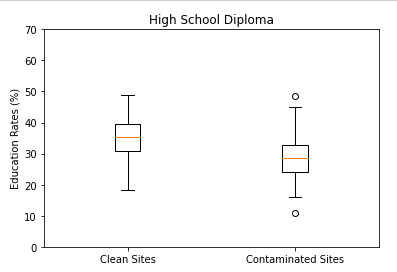 High School Diploma
Education Rates (%)
70
60
50
40
30
20
10
0
Clean Sites
Contaminated Sites